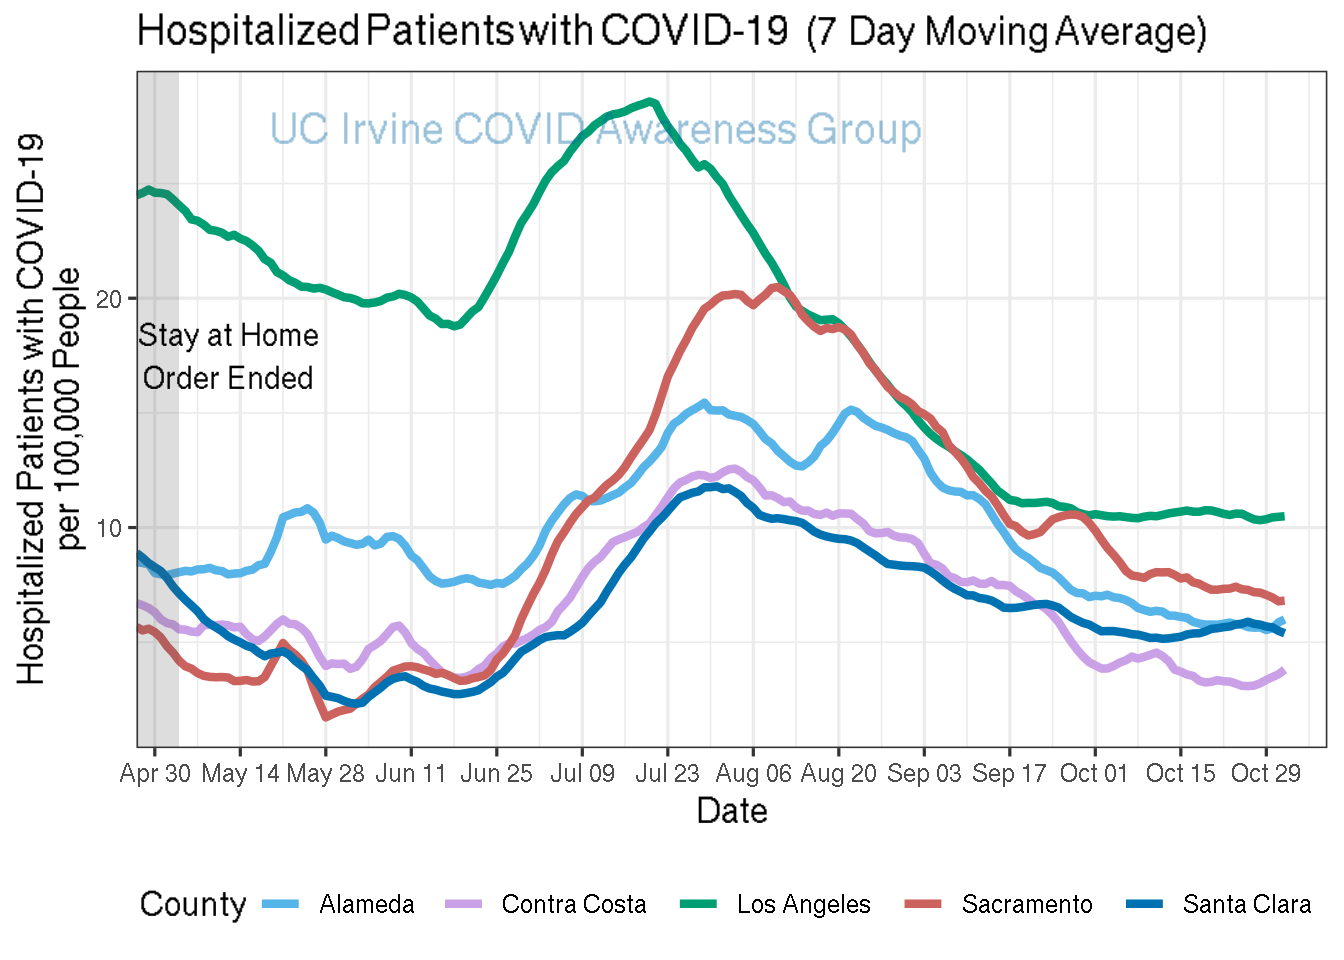 Hospitalized Patients with COVID-19 (7 Day Moving Average)
UC Irvine COVID Awareness Group
Hospitalized Patients with COVID-19
per 100,000 People
20
10
Stay at Home
Order Ended
Apr 30 May 14 May 28 Jun 11 Jun 25 Jul 09 Jul 23 Aug 06 Aug 20 Sep 03 Sep 17 Oct 01 Oct 15 Oct 29
Date
County Alameda Contra Costa Los Angeles Sacramento Santa Clara